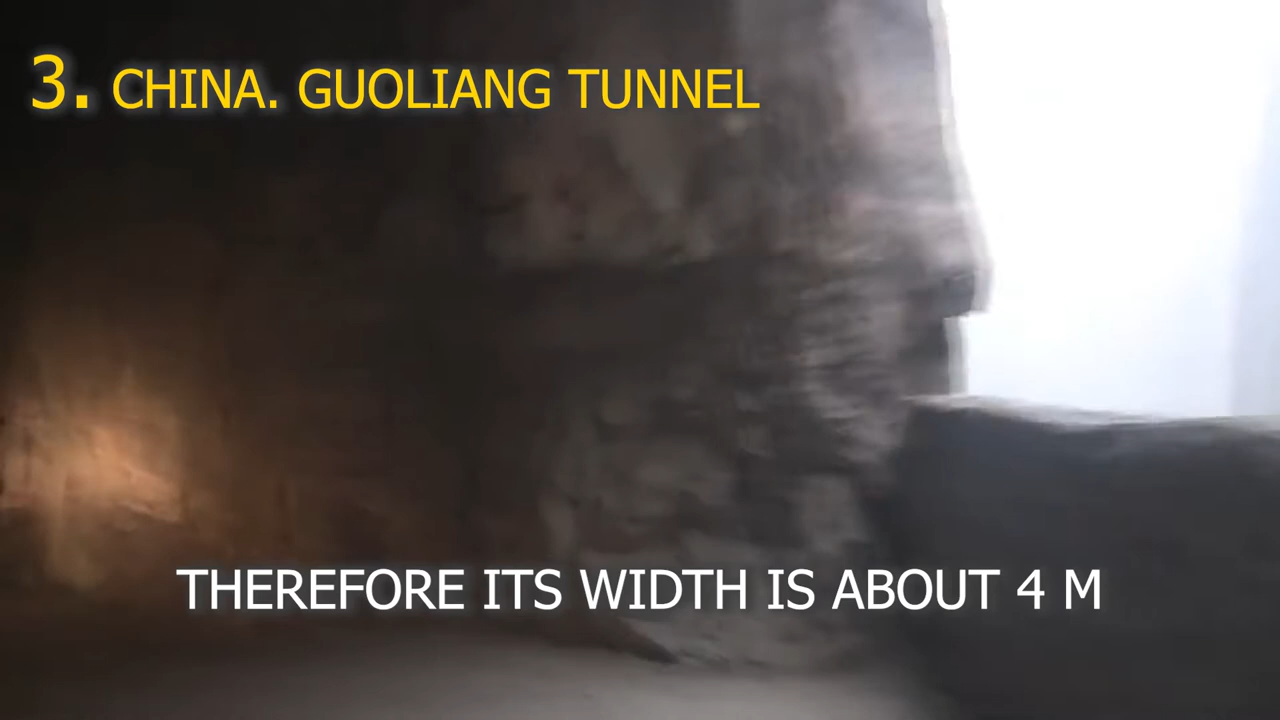 3. CHINA. GUOLIANG TUNNEL
THEREFORE ITS WIDTH IS ABOUT 4 M